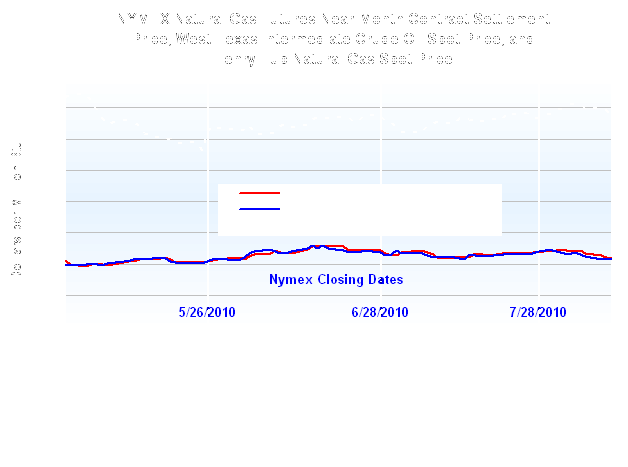 NYMEX Natural Gas Futures Near-Month Contract Settlement
Price, West Texas Intermediate Crude Oil Spot Price, and
Henry Hub Natural Gas Spot Price
Nymex Closing Dates
5/26/2010 6/28/2010 7/28/2010